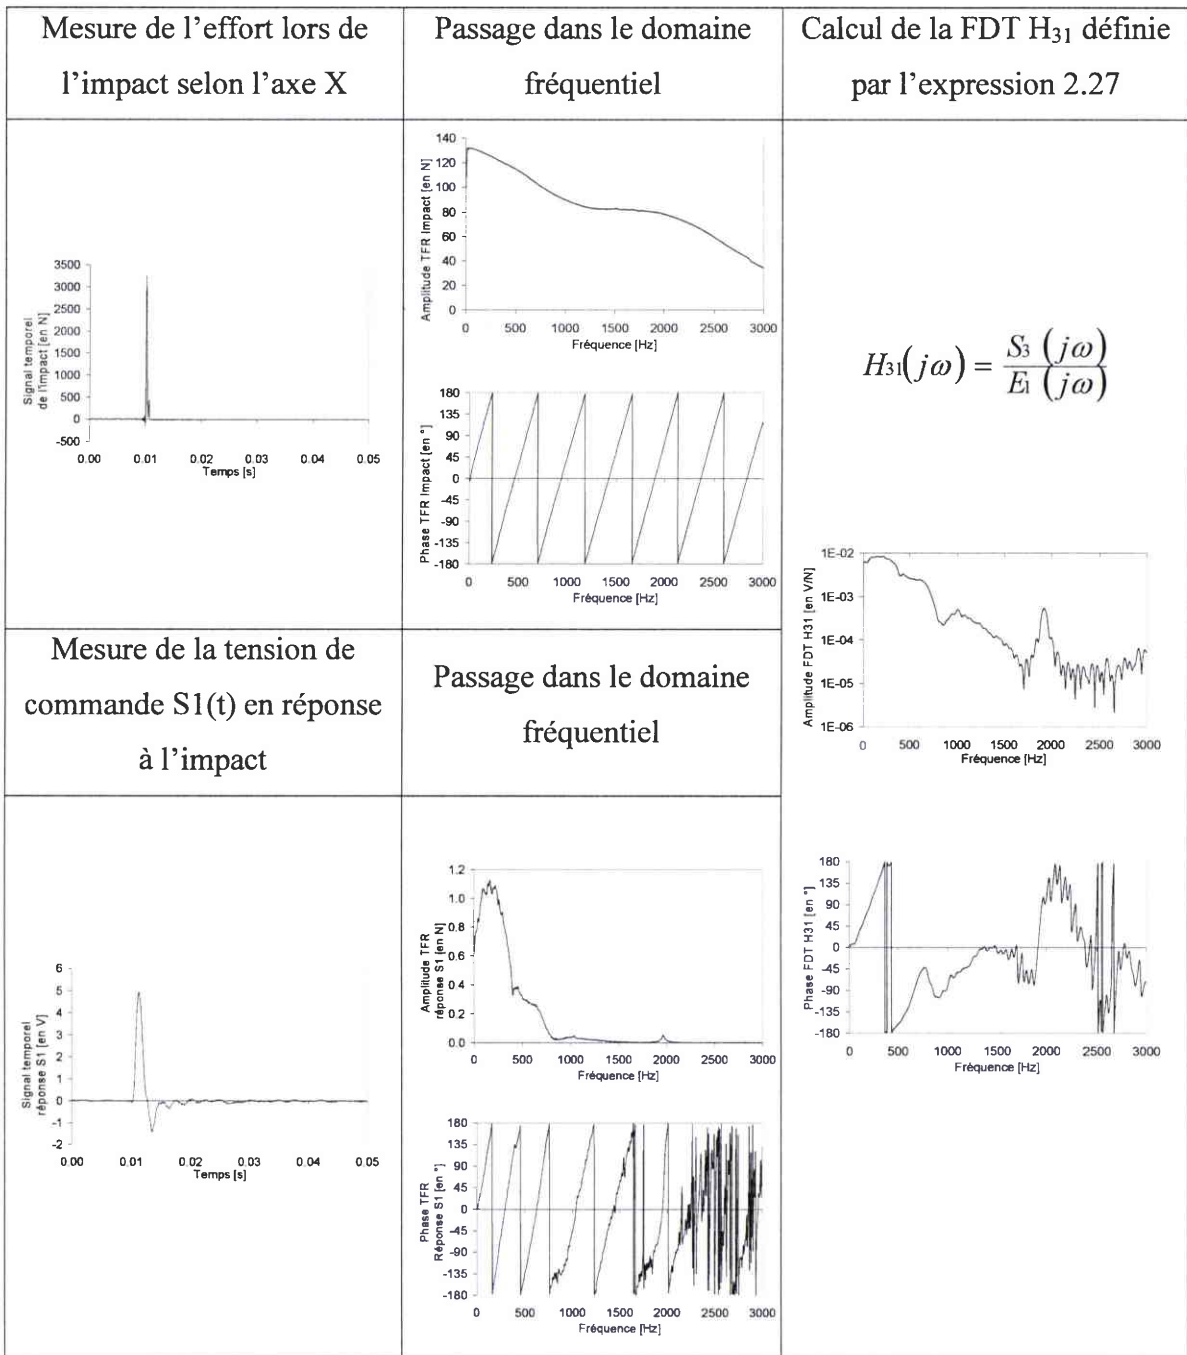 Mesure de l'effort lors de
l'impact selon l'axe X
Passage dans le domaine
fréquentiel
Calcul de la FDT H31 définie
par l'expression 2.27
Signal temporel
de l'impact [en N]
3500
3000
2500
2000
1500
1000
500
0
-500
0.00 0.01 0.02 0.03 0.04 0.05
Temps [s]
Amplitude TFR Impact [en N]
140
120
100
80
60
40
20
0
0 500 1000 1500 2000 2500 3000
Fréquence [Hz]
Phase TFR Impact [en °]
180
135
90
45
0
-45
-90
-135
-180
0 500 1000 1500 2000 2500 3000
Fréquence [Hz]
H31(jω) = S3 (jω) / E1 (jω)
Amplitude FDT H31 [en V/N]
1E-02
1E-03
1E-04
1E-05
1E-06
0 500 1000 1500 2000 2500 3000
Fréquence [Hz]
Phase FDT H31 [en °]
180
135
90
45
0
-45
-90
-135
-180
0 500 1000 1500 2000 2500 3000
Fréquence [Hz]
Mesure de la tension de
commande S1(t) en réponse
à l'impact
Passage dans le domaine
fréquentiel
Signal temporel
réponse S1 [en V]
6
5
4
3
2
1
0
-1
-2
0.00 0.01 0.02 0.03 0.04 0.05
Temps [s]
Amplitude TFR
réponse S1 [en N]
1.2
1.0
0.8
0.6
0.4
0.2
0.0
0 500 1000 1500 2000 2500 3000
Fréquence [Hz]
Phase TFR
Réponse S1 [en °]
180
135
90
45
0
-45
-90
-135
-180
0 500 1000 1500 2000 2500 3000
Fréquence [Hz]